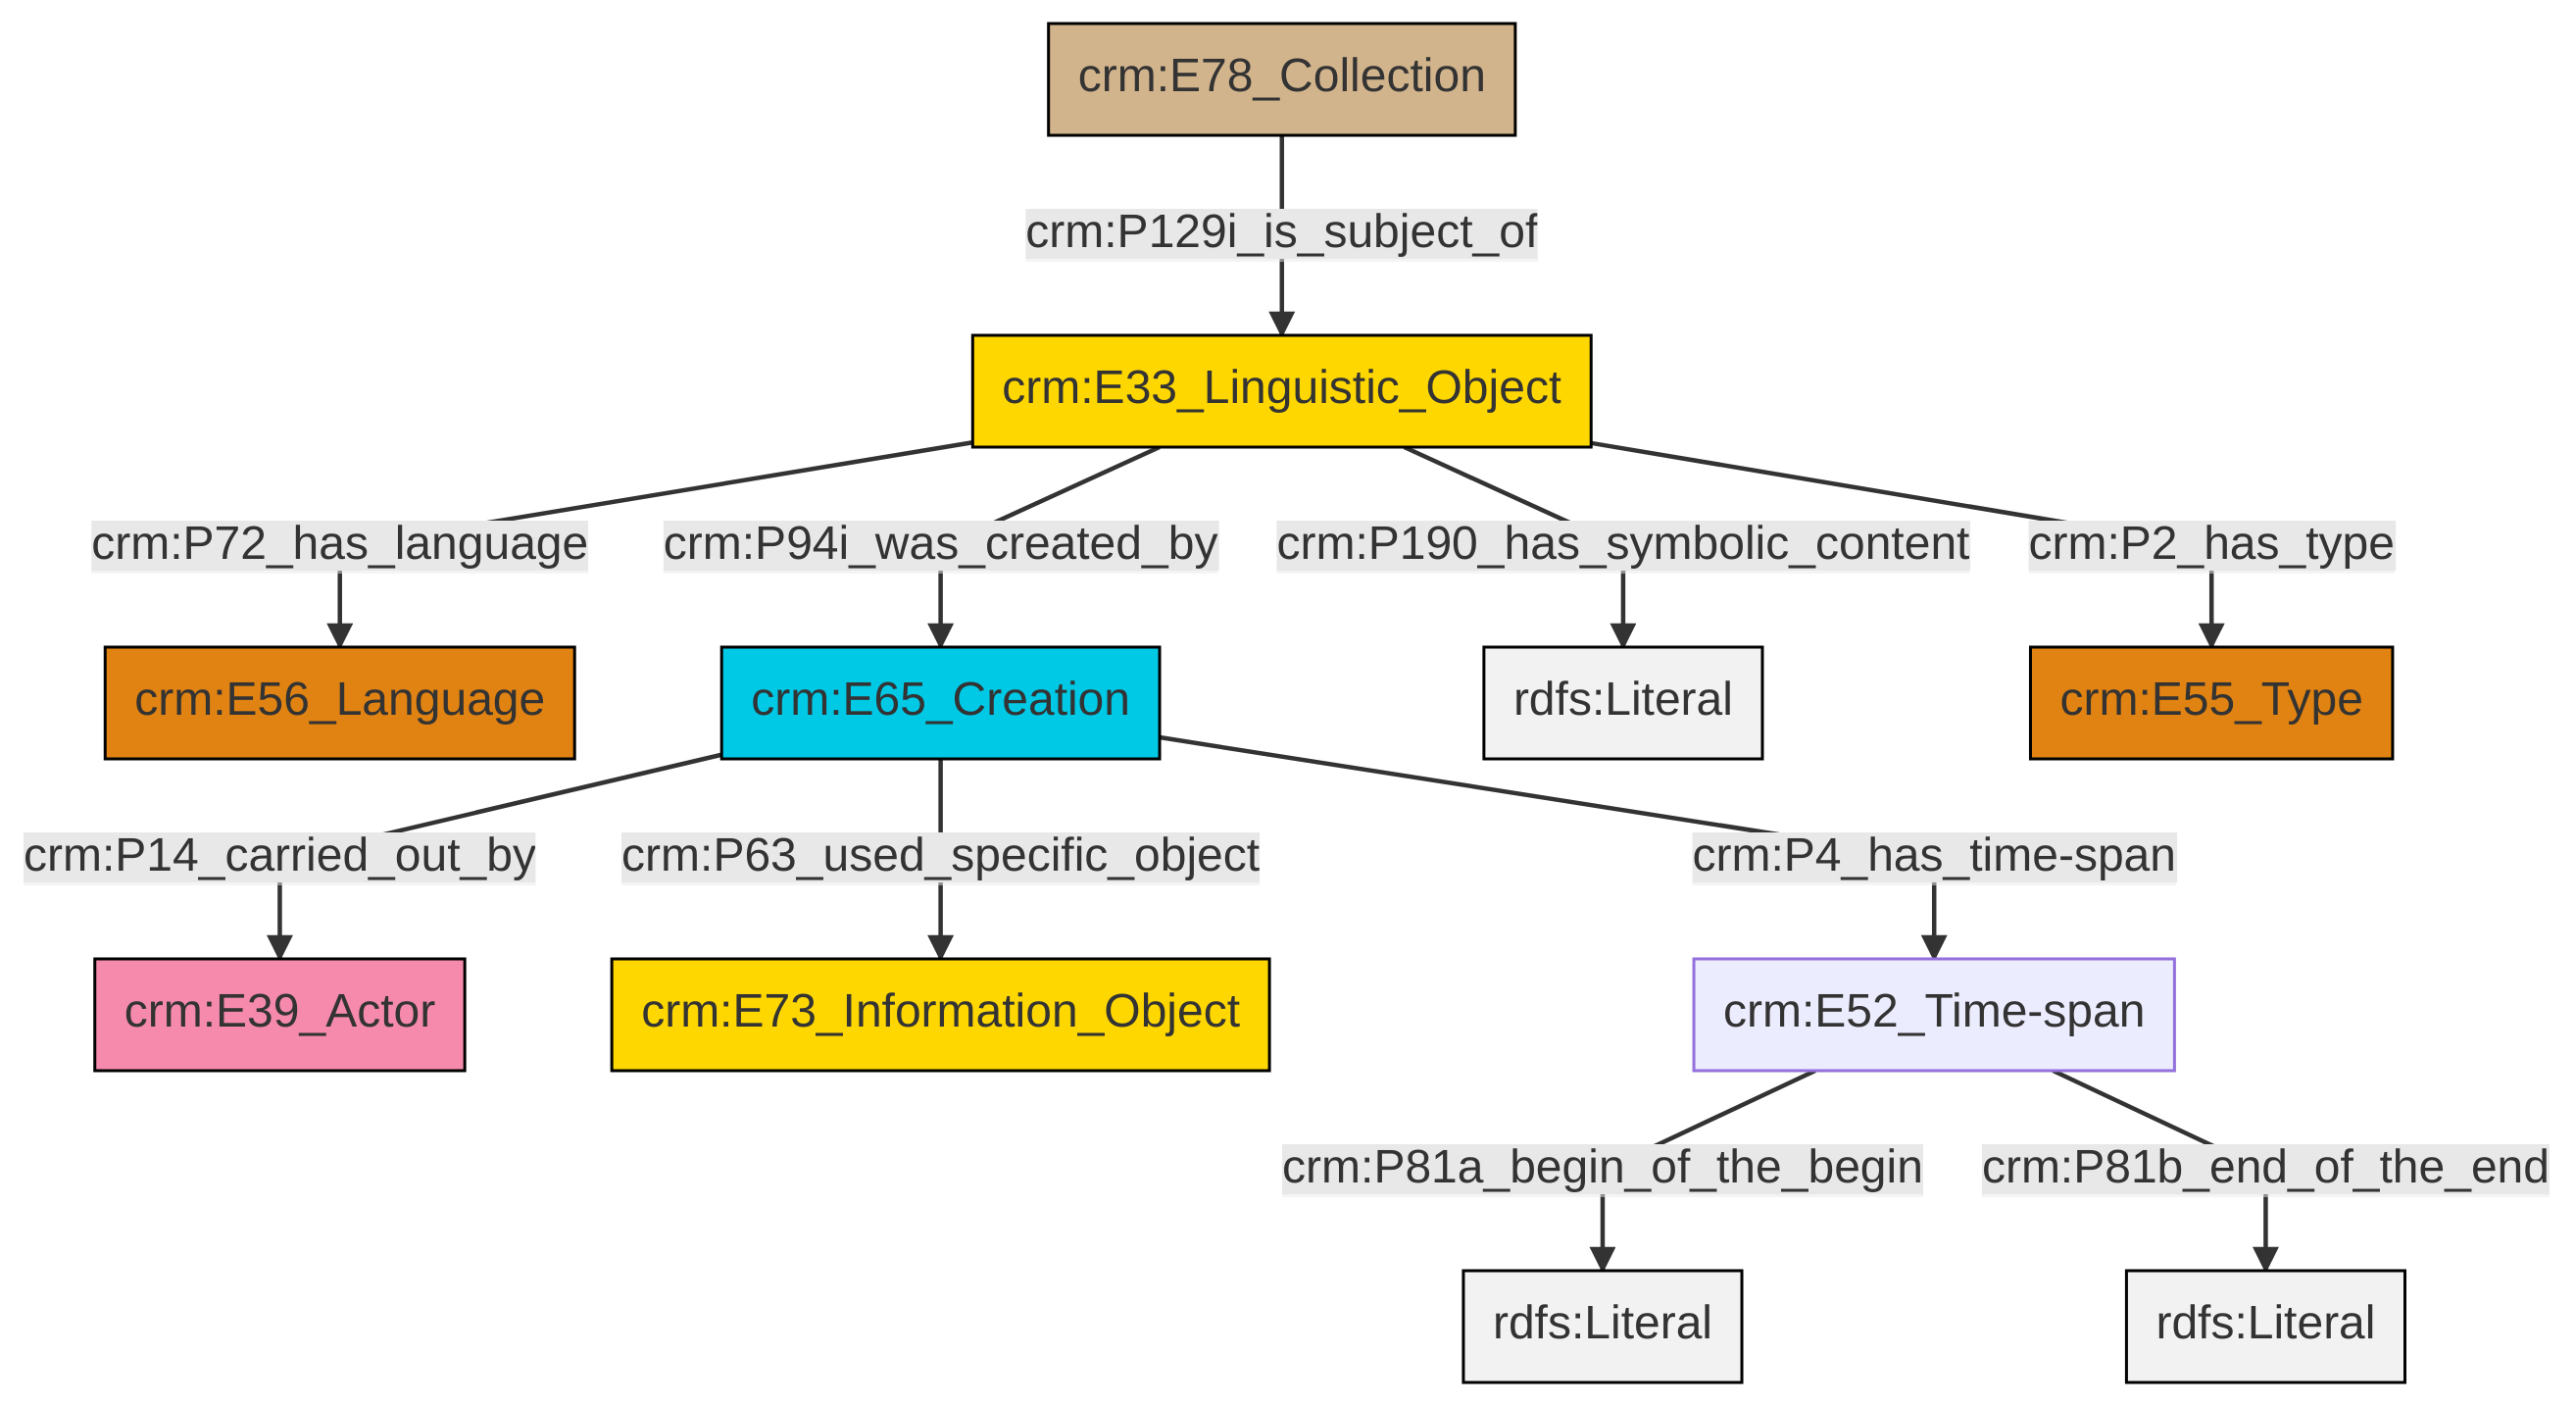 crm:E78_Collection
crm:P129i_is_subject_of
crm:E33_Linguistic_Object
crm:P72_has_language
crm:P94i_was_created_by
crm:P190_has_symbolic_content
crm:P2_has_type
crm:E56_Language
crm:E65_Creation
rdfs:Literal
crm:E55_Type
crm:P14_carried_out_by
crm:P63_used_specific_object
crm:P4_has_time-span
crm:E39_Actor
crm:E73_Information_Object
crm:E52_Time-span
crm:P81a_begin_of_the_begin
crm:P81b_end_of_the_end
rdfs:Literal
rdfs:Literal